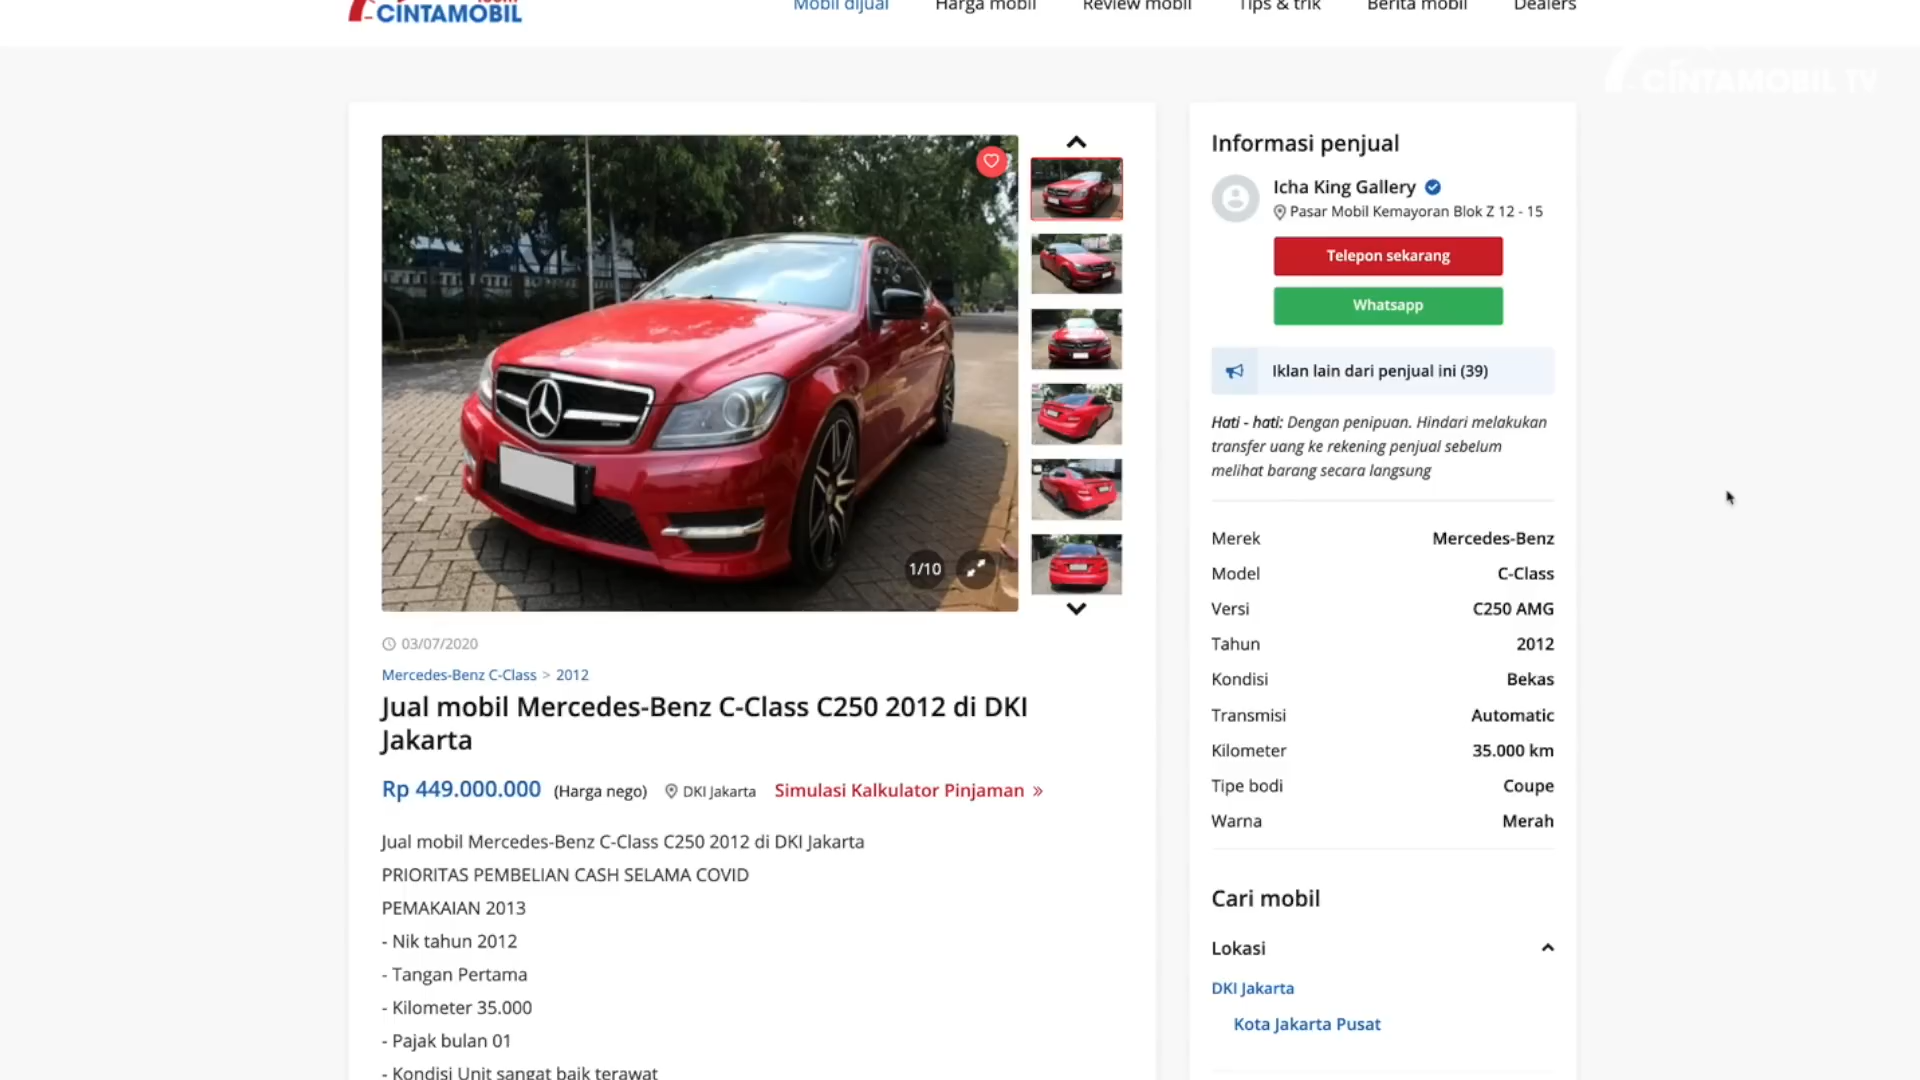 CINTAMOBIL
Mobil dijual
Harga mobil
Review mobil
Tips & trik
Berita mobil
Dealers
CINTAMOBIL TV
1/10
03/07/2020
Mercedes-Benz C-Class > 2012
Jual mobil Mercedes-Benz C-Class C250 2012 di DKI
Jakarta
Rp 449.000.000 (Harga nego) DKI Jakarta Simulasi Kalkulator Pinjaman »
Jual mobil Mercedes-Benz C-Class C250 2012 di DKI Jakarta
PRIORITAS PEMBELIAN CASH SELAMA COVID
PEMAKAIAN 2013
- Nik tahun 2012
- Tangan Pertama
- Kilometer 35.000
- Pajak bulan 01
- Kondisi Unit sangat baik terawat
Informasi penjual
Icha King Gallery
Pasar Mobil Kemayoran Blok Z 12 - 15
Telepon sekarang
Whatsapp
Iklan lain dari penjual ini (39)
Hati - hati: Dengan penipuan. Hindari melakukan
transfer uang ke rekening penjual sebelum
melihat barang secara langsung
Merek Mercedes-Benz
Model C-Class
Versi C250 AMG
Tahun 2012
Kondisi Bekas
Transmisi Automatic
Kilometer 35.000 km
Tipe bodi Coupe
Warna Merah
Cari mobil
Lokasi
DKI Jakarta
Kota Jakarta Pusat